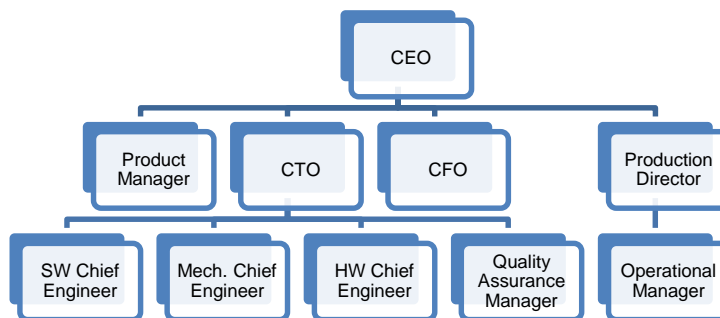 CEO
Product
Manager
CTO
CFO
Production
Director
SW Chief
Engineer
Mech. Chief
Engineer
HW Chief
Engineer
Quality
Assurance
Manager
Operational
Manager